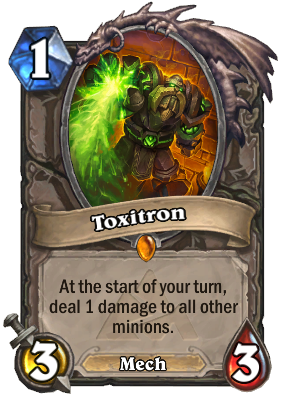 1
Toxitron
At the start of your turn,
deal 1 damage to all other
minions.
3
Mech
3